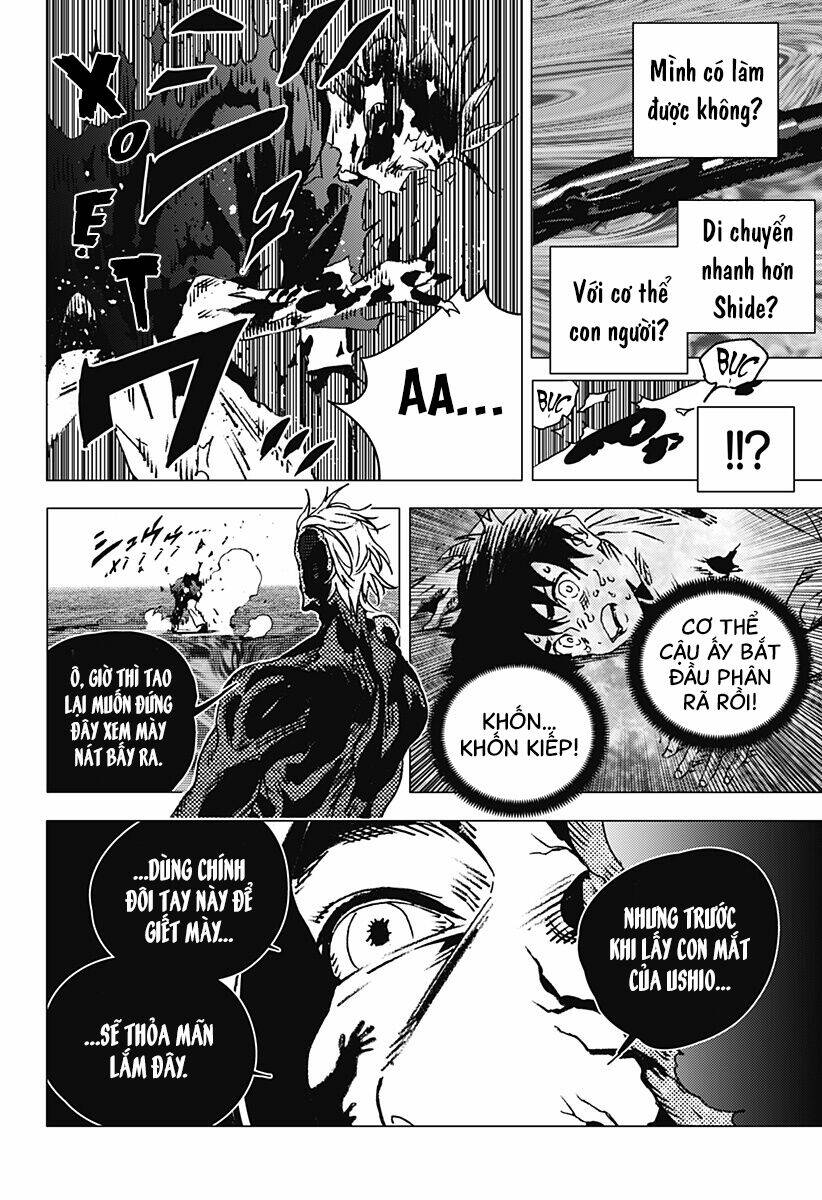 Mình có làm
được không?
Di chuyển
nhanh hơn
Shide?
Với cơ thể
con người?
BỤC
BỤC
!!?
XOẸT
AA...
CƠ THỂ
CẬU ẤY BẮT
ĐẦU PHÂN
RÃ RỒI!
KHỐN...
KHỐN KIẾP!
XÌ
Ô, GIỜ THÌ TAO
LẠI MUỐN ĐỨNG
ĐÂY XEM MÀY
NÁT BẤY RA.
NHƯNG TRƯỚC
KHI LẤY CON MẮT
CỦA USHIO...
...DÙNG CHÍNH
ĐÔI TAY NÀY ĐỂ
GIẾT MÀY...
...SẼ THỎA MÃN
LẮM ĐÂY.